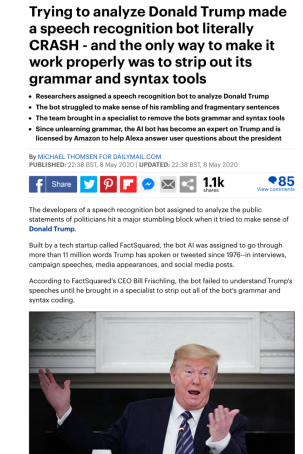 Trying to analyze Donald Trump made
a speech recognition bot literally
CRASH - and the only way to make it
work properly was to strip out its
grammar and syntax tools
Researchers assigned a speech recognition bot to analyze Donald Trump
The bot struggled to make sense of his rambling and fragmentary sentences
The team brought in a specialist to remove the bots grammar and syntax tools
Since unlearning grammar, the AI bot has become an expert on Trump and is
licensed by Amazon to help Alexa answer user questions about the president
By MICHAEL THOMSEN FOR DAILYMAIL.COM
PUBLISHED: 22:38 BST, 8 May 2020 | UPDATED: 22:38 BST, 8 May 2020
Share
1.1k
shares
85
View comments
The developers of a speech recognition bot assigned to analyze the public
statements of politicians hit a major stumbling block when it tried to make sense of
Donald Trump.
Built by a tech startup called FactSquared, the bot AI was assigned to go through
more than 11 million words Trump has spoken or tweeted since 1976--in interviews,
campaign speeches, media appearances, and social media posts.
According to FactSquared's CEO Bill Frischling, the bot failed to understand Trump's
speeches until he brought in a specialist to strip out all of the bot's grammar and
syntax coding.